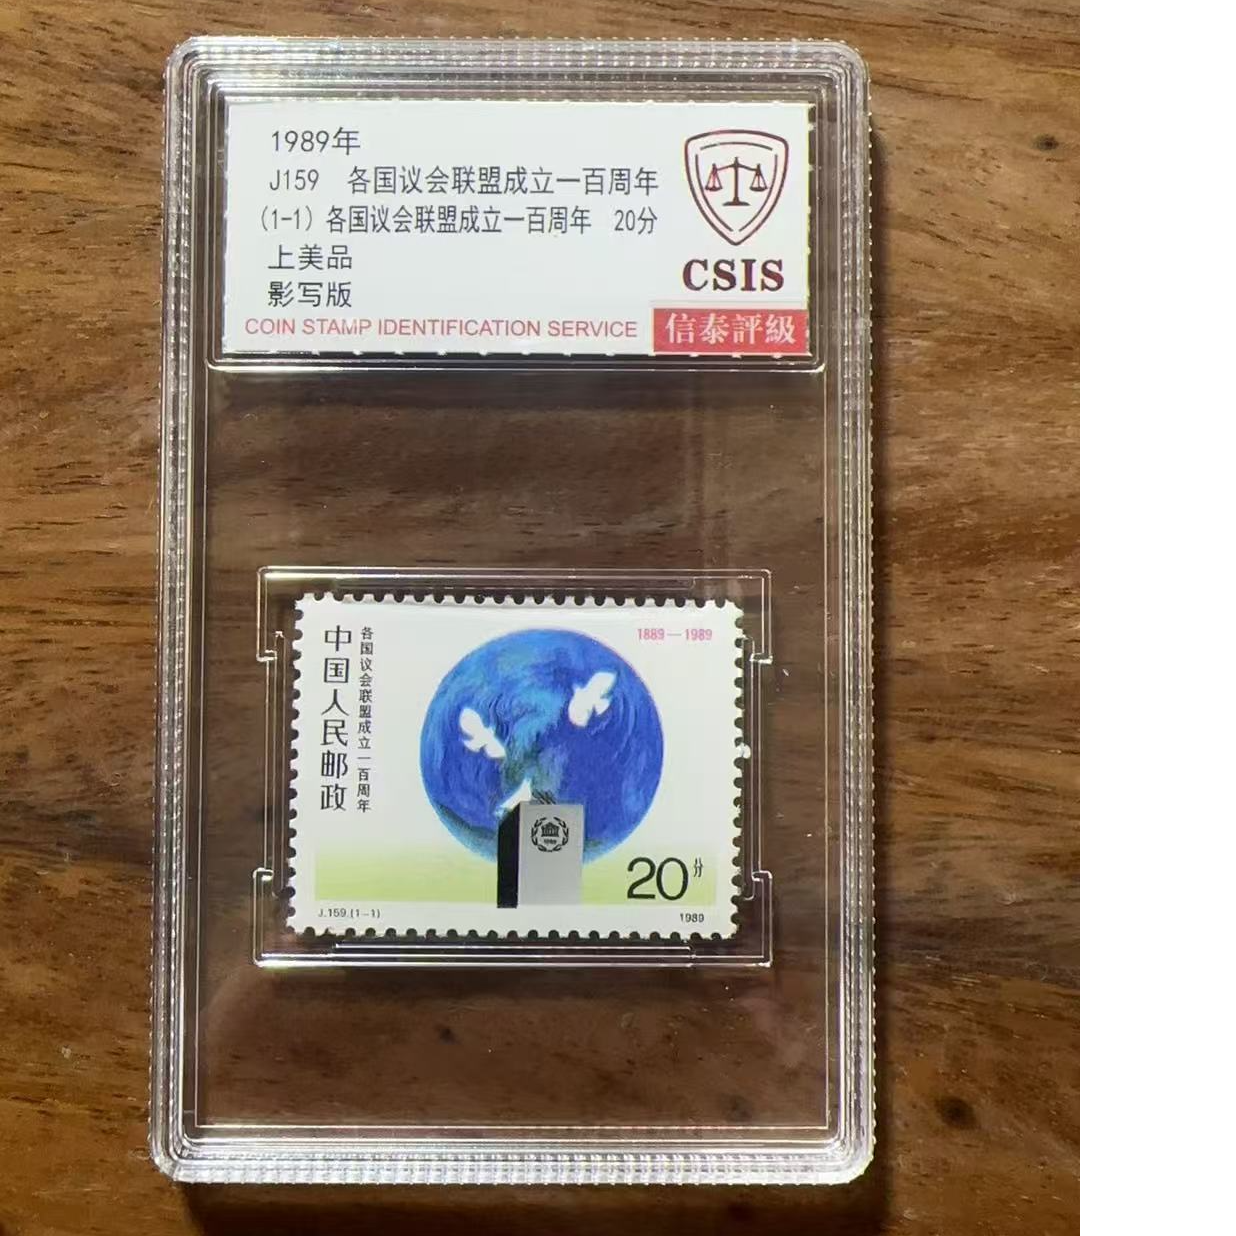 1989年
J159 各国议会联盟成立一百周年
(1-1) 各国议会联盟成立一百周年 20分
上美品
影写版
COIN STAMP IDENTIFICATION SERVICE
CSIS
信泰評級
中国人民邮政
各国议会联盟成立一百周年
1889—1989
20分
J.159.(1-1)
1989